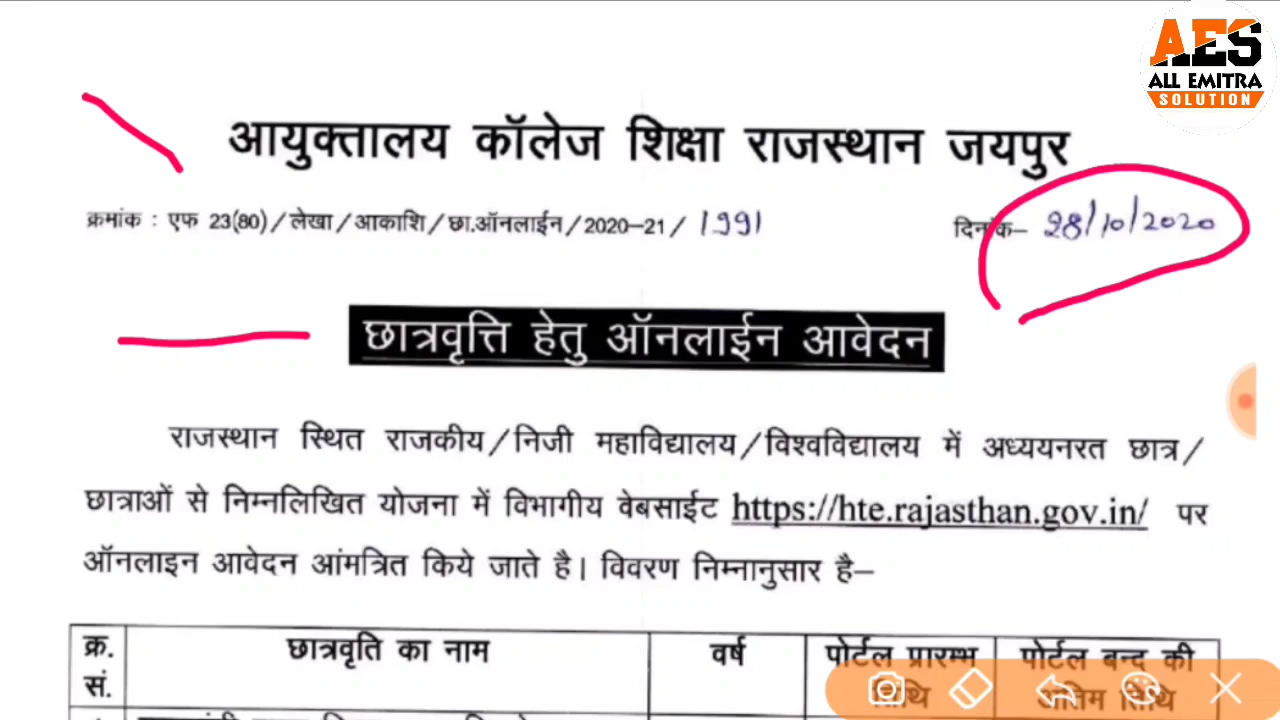 AES
ALL EMITRA
SOLUTION
आयुक्तालय कॉलेज शिक्षा राजस्थान जयपुर
क्रमांक : एफ 23(80)/लेखा/आकाशि/छा.ऑनलाईन/2020-21/ 1991 दिनांक- 28/10/2020
छात्रवृत्ति हेतु ऑनलाईन आवेदन
राजस्थान स्थित राजकीय/निजी महाविद्यालय/विश्वविद्यालय में अध्ययनरत छात्र/
छात्राओं से निम्नलिखित योजना में विभागीय वेबसाईट https://hte.rajasthan.gov.in/ पर
ऑनलाइन आवेदन आंमत्रित किये जाते है। विवरण निम्नानुसार है–
क्र. छात्रवृति का नाम वर्ष पोर्टल प्रारम्भ पोर्टल बन्द की
सं. तिथि अंतिम तिथि